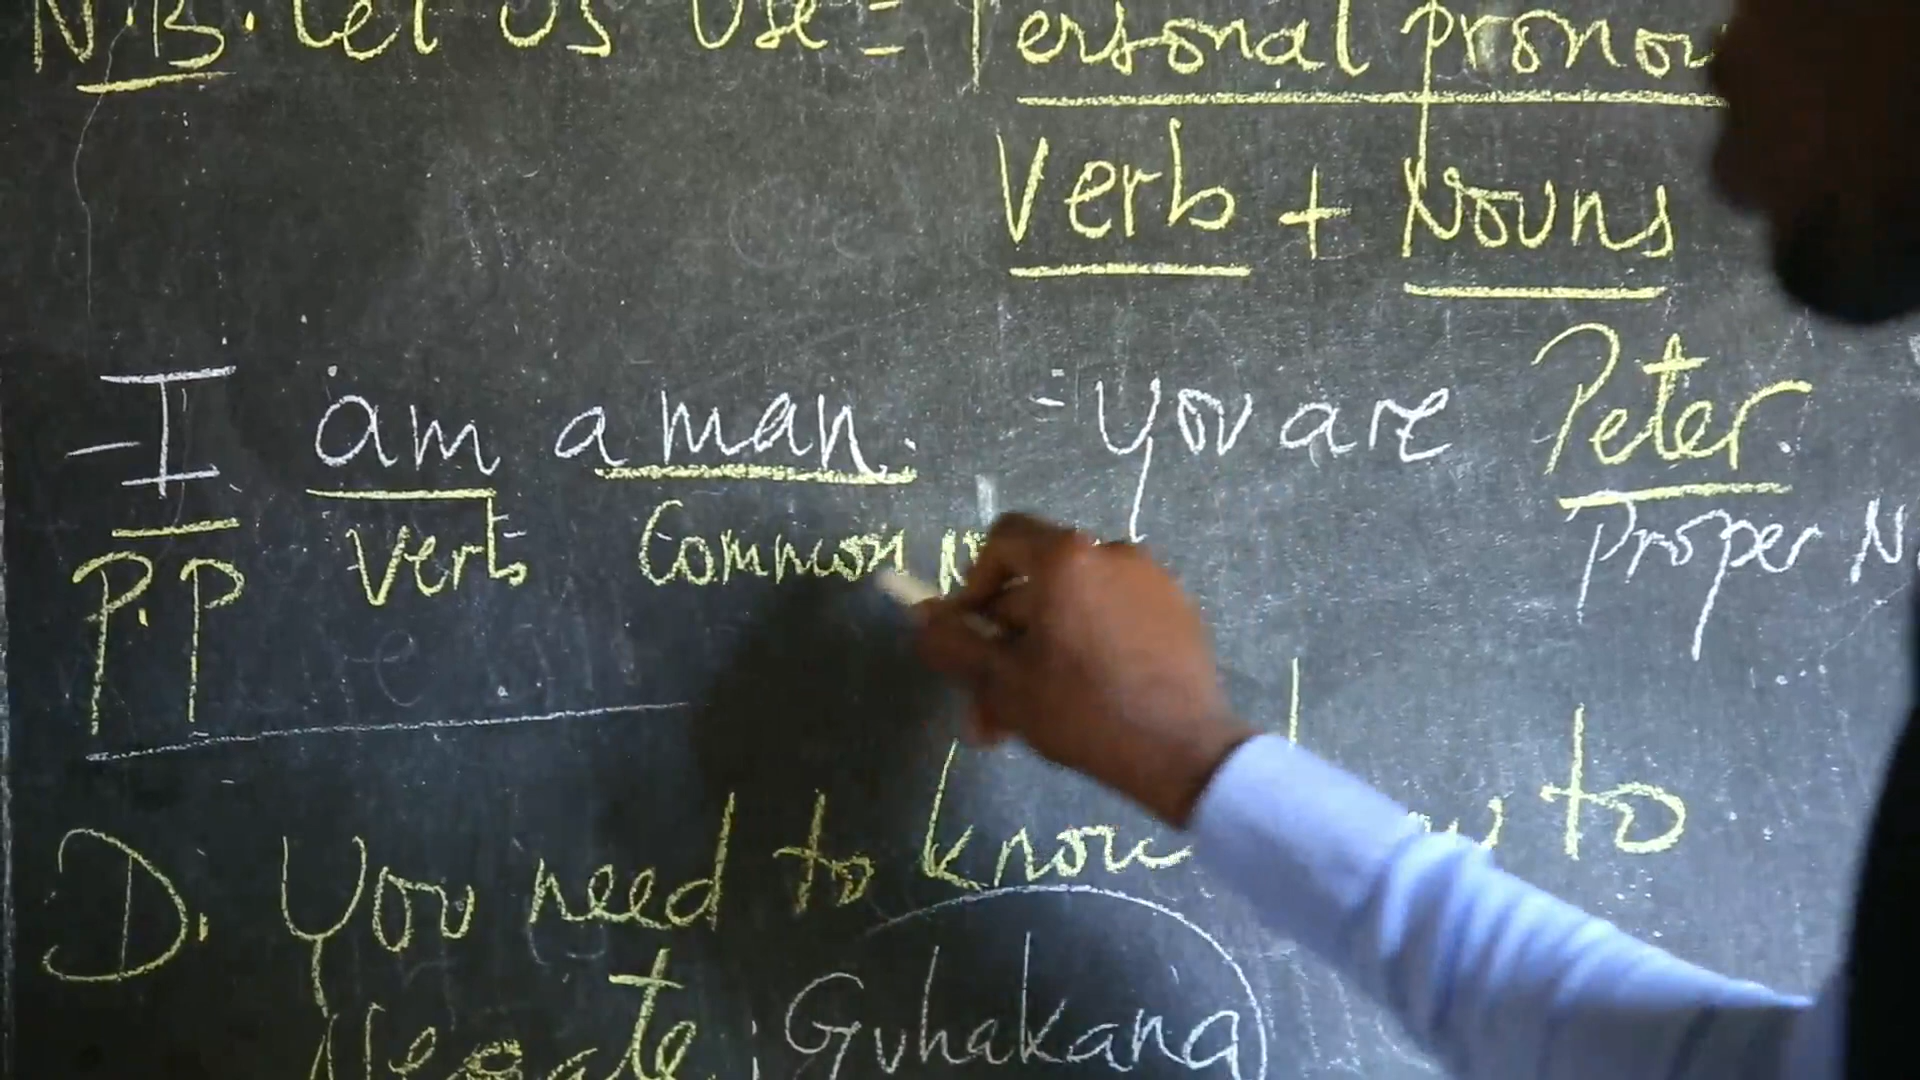 N.B. Let us use = Personal
Verb + Nouns
- I am a man. = you are Peter.
P.P Verb Common Proper
D. You need to know to
Negate: Guhakana